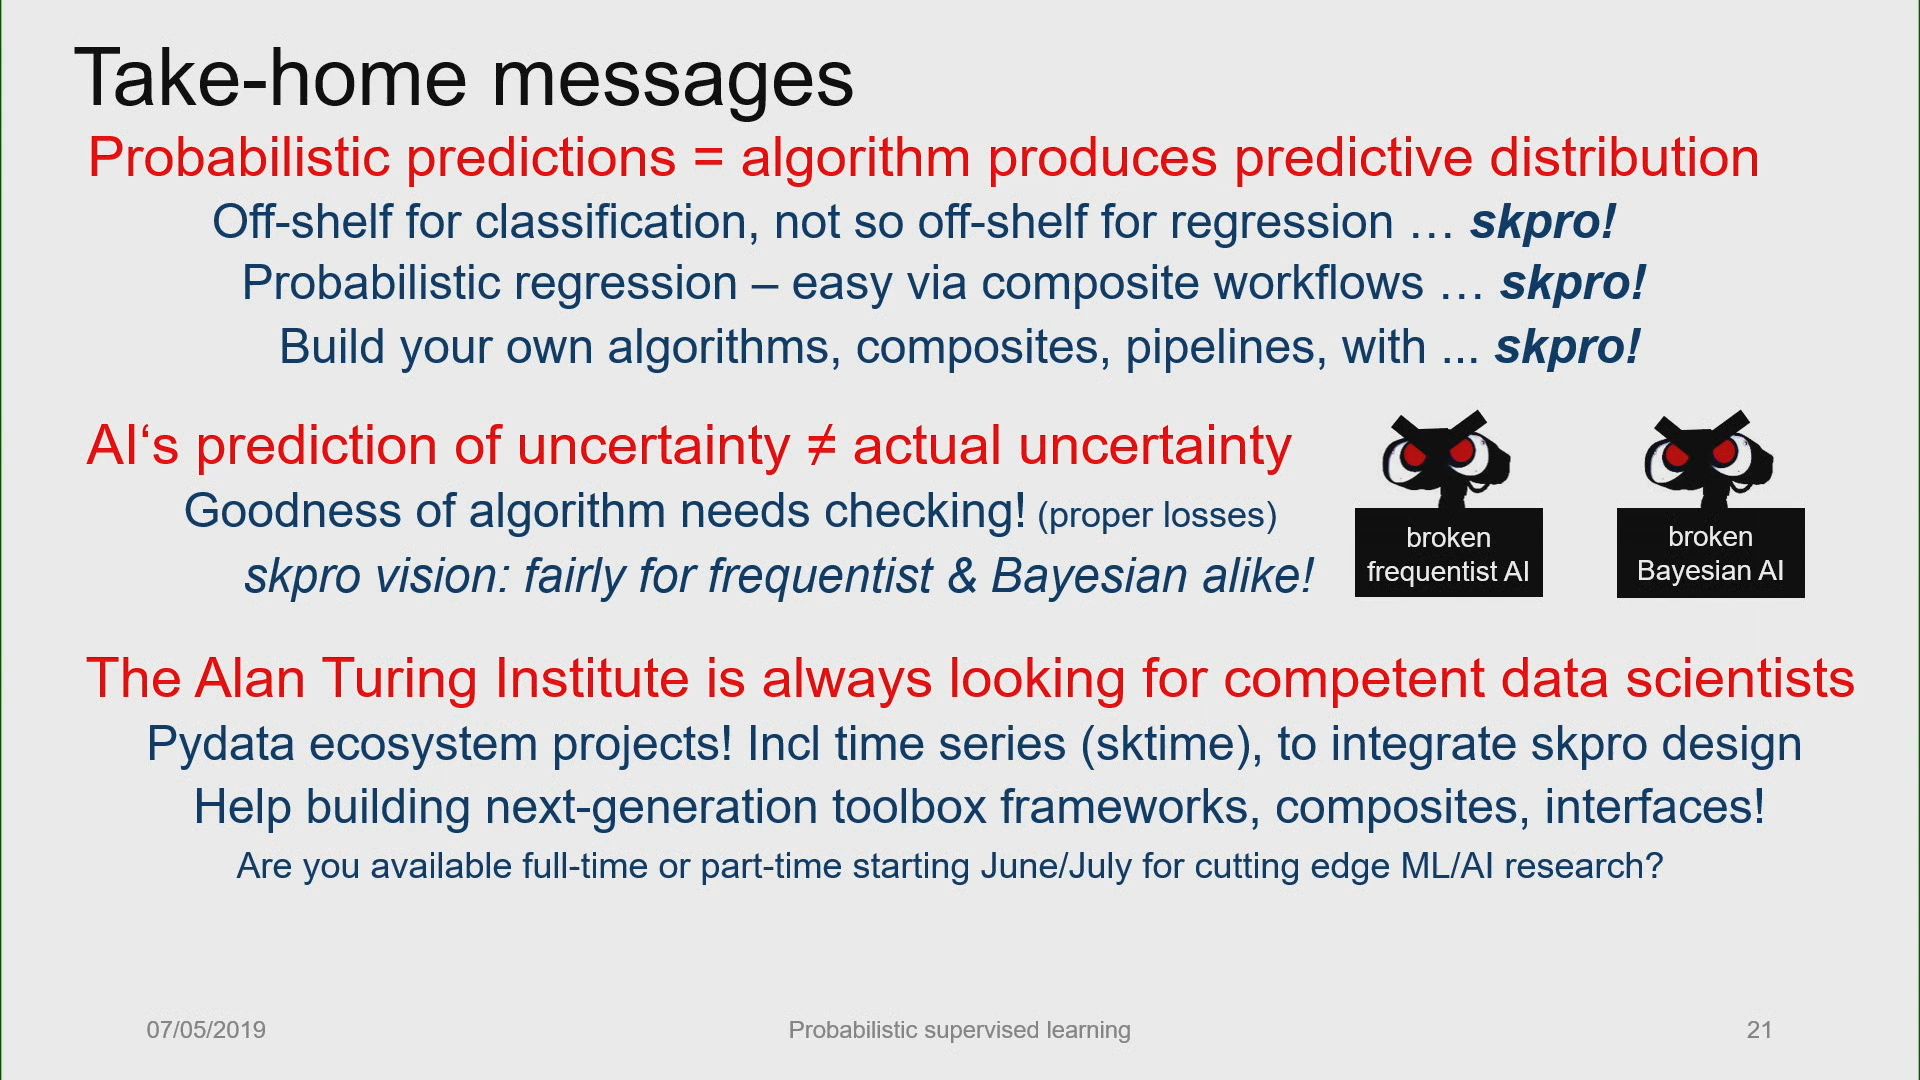 Take-home messages
Probabilistic predictions = algorithm produces predictive distribution
Off-shelf for classification, not so off-shelf for regression … skpro!
Probabilistic regression – easy via composite workflows … skpro!
Build your own algorithms, composites, pipelines, with ... skpro!
AI‘s prediction of uncertainty ≠ actual uncertainty
Goodness of algorithm needs checking! (proper losses)
skpro vision: fairly for frequentist & Bayesian alike!
broken
frequentist AI
broken
Bayesian AI
The Alan Turing Institute is always looking for competent data scientists
Pydata ecosystem projects! Incl time series (sktime), to integrate skpro design
Help building next-generation toolbox frameworks, composites, interfaces!
Are you available full-time or part-time starting June/July for cutting edge ML/AI research?
07/05/2019
Probabilistic supervised learning
21